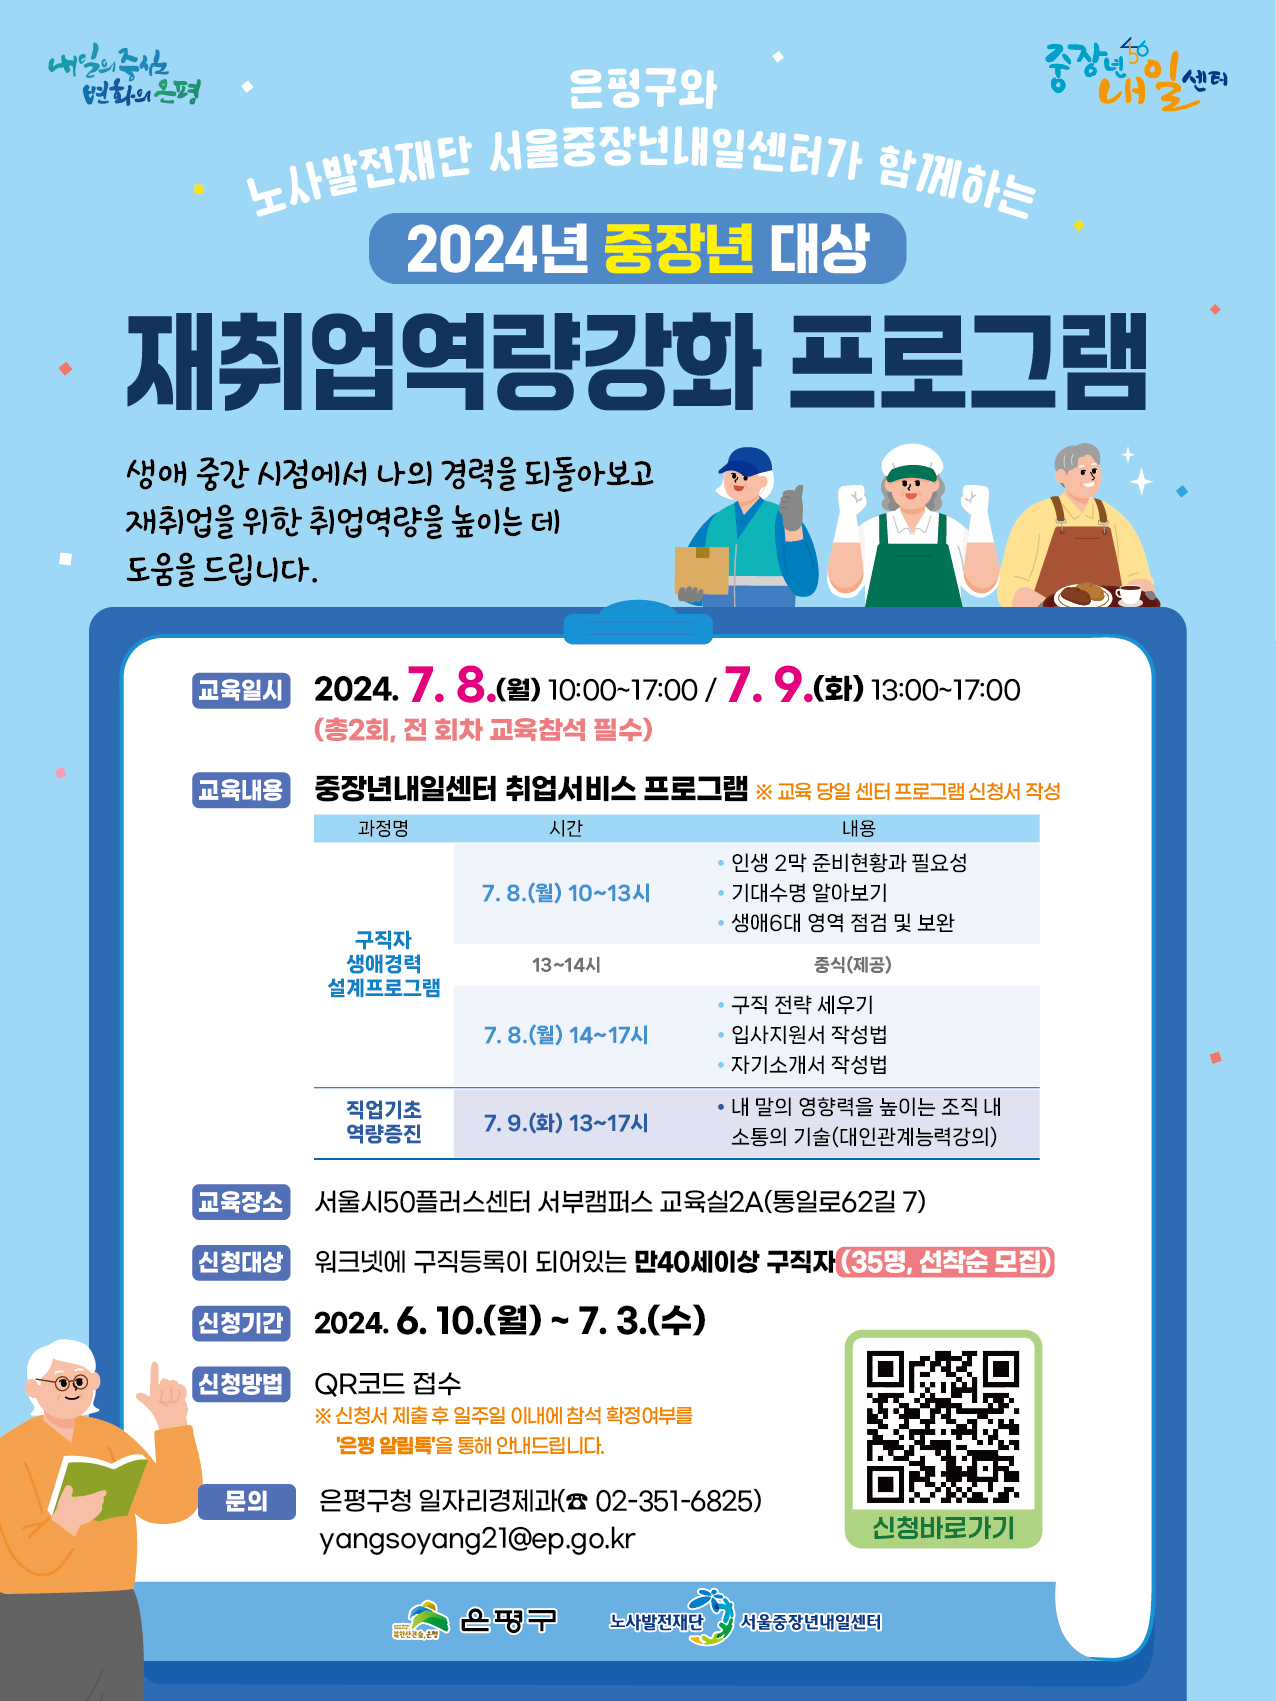 내일의 중심
변화의 은평
중장년 456
내일센터
은평구와
노사발전재단 서울중장년내일센터가 함께하는
2024년 중장년 대상
재취업역량강화 프로그램
생애 중간 시점에서 나의 경력을 되돌아보고
재취업을 위한 취업역량을 높이는 데
도움을 드립니다.
교육일시 2024. 7. 8.(월) 10:00~17:00 / 7. 9.(화) 13:00~17:00
(총2회, 전 회차 교육참석 필수)
교육내용 중장년내일센터 취업서비스 프로그램 ※ 교육 당일 센터 프로그램 신청서 작성
과정명 시간 내용
구직자
생애경력
설계프로그램
7. 8.(월) 10~13시
• 인생 2막 준비현황과 필요성
• 기대수명 알아보기
• 생애6대 영역 점검 및 보완
13~14시 중식(제공)
7. 8.(월) 14~17시
• 구직 전략 세우기
• 입사지원서 작성법
• 자기소개서 작성법
직업기초
역량증진
7. 9.(화) 13~17시
• 내 말의 영향력을 높이는 조직 내
소통의 기술(대인관계능력강의)
교육장소 서울시50플러스센터 서부캠퍼스 교육실2A(통일로62길 7)
신청대상 워크넷에 구직등록이 되어있는 만40세이상 구직자(35명, 선착순 모집)
신청기간 2024. 6. 10.(월) ~ 7. 3.(수)
신청방법 QR코드 접수
※ 신청서 제출 후 일주일 이내에 참석 확정여부를
'은평 알림톡'을 통해 안내드립니다.
문의 은평구청 일자리경제과(☎ 02-351-6825)
yangsoyang21@ep.go.kr
신청바로가기
북한산큰숲, 은평
은평구
노사발전재단 서울중장년내일센터